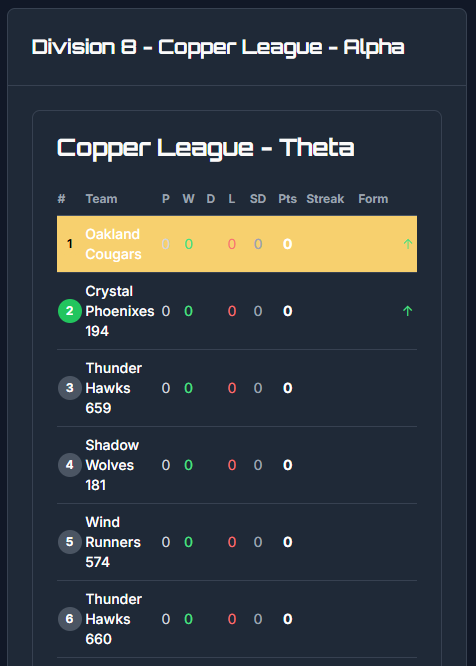 Division 8 - Copper League - Alpha
Copper League - Theta
# Team P W D L SD Pts Streak Form
1 Oakland Cougars 0 0 0 0 0 ↑
2 Crystal Phoenixes 194 0 0 0 0 0 ↑
3 Thunder Hawks 659 0 0 0 0 0
4 Shadow Wolves 181 0 0 0 0 0
5 Wind Runners 574 0 0 0 0 0
6 Thunder Hawks 660 0 0 0 0 0